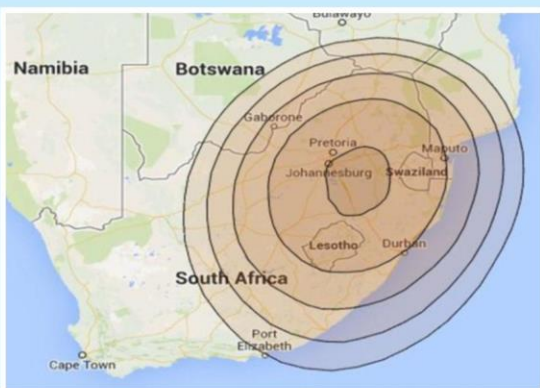 Bulawayo
Namibia
Botswana
Gaborone
Pretoria
Maputo
Johannesburg
Swaziland
Lesotho
Durban
South Africa
Port
Elizabeth
Cape Town